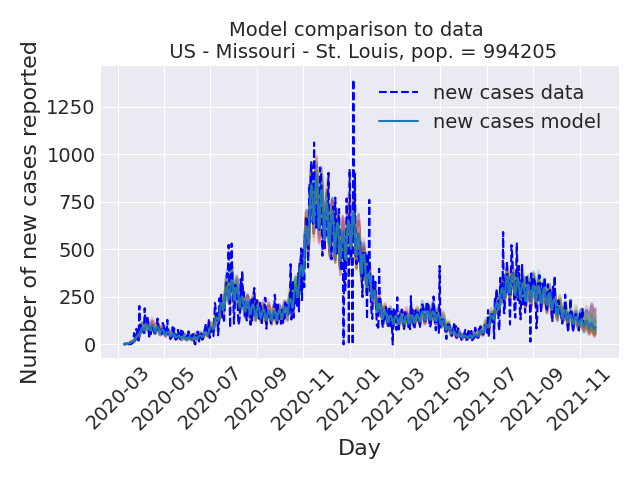 Model comparison to data
US - Missouri - St. Louis, pop. = 994205
Number of new cases reported
1250
1000
750
500
250
0
new cases data
new cases model
2020-03
2020-05
2020-07
2020-09
2020-11
2021-01
2021-03
2021-05
2021-07
2021-09
2021-11
Day